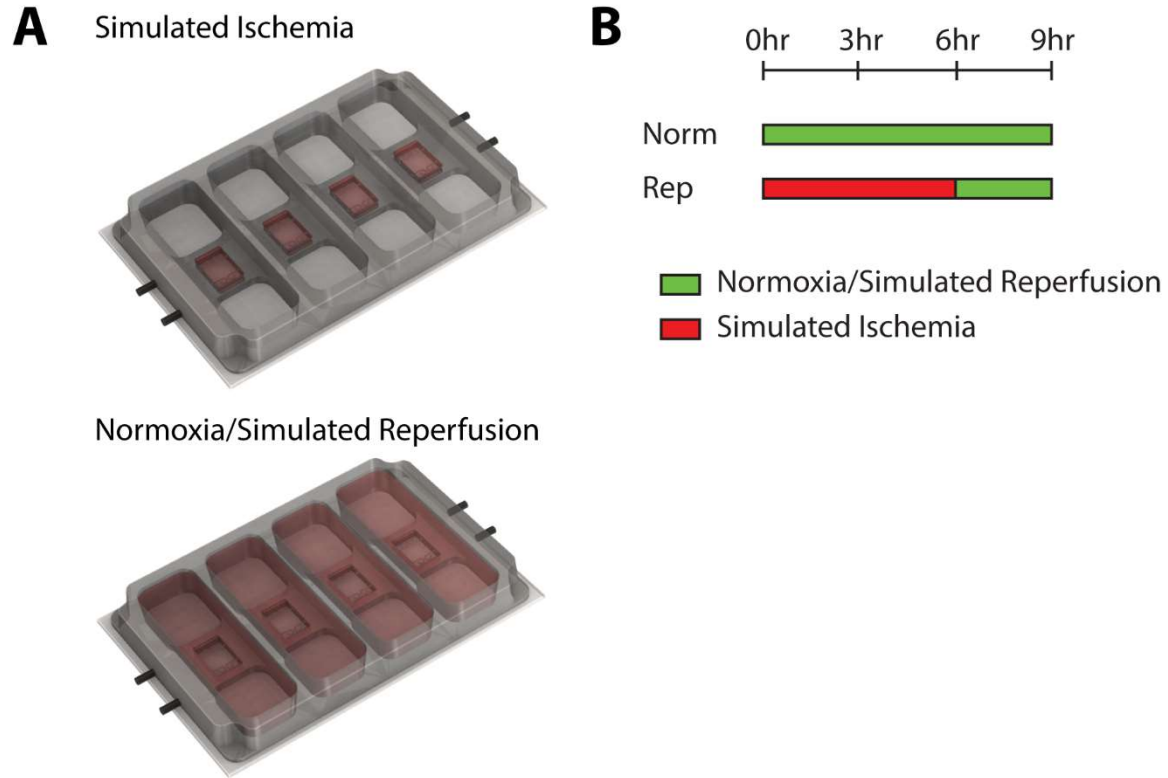 A
Simulated Ischemia
Normoxia/Simulated Reperfusion
B
0hr 3hr 6hr 9hr
Norm
Rep
Normoxia/Simulated Reperfusion
Simulated Ischemia